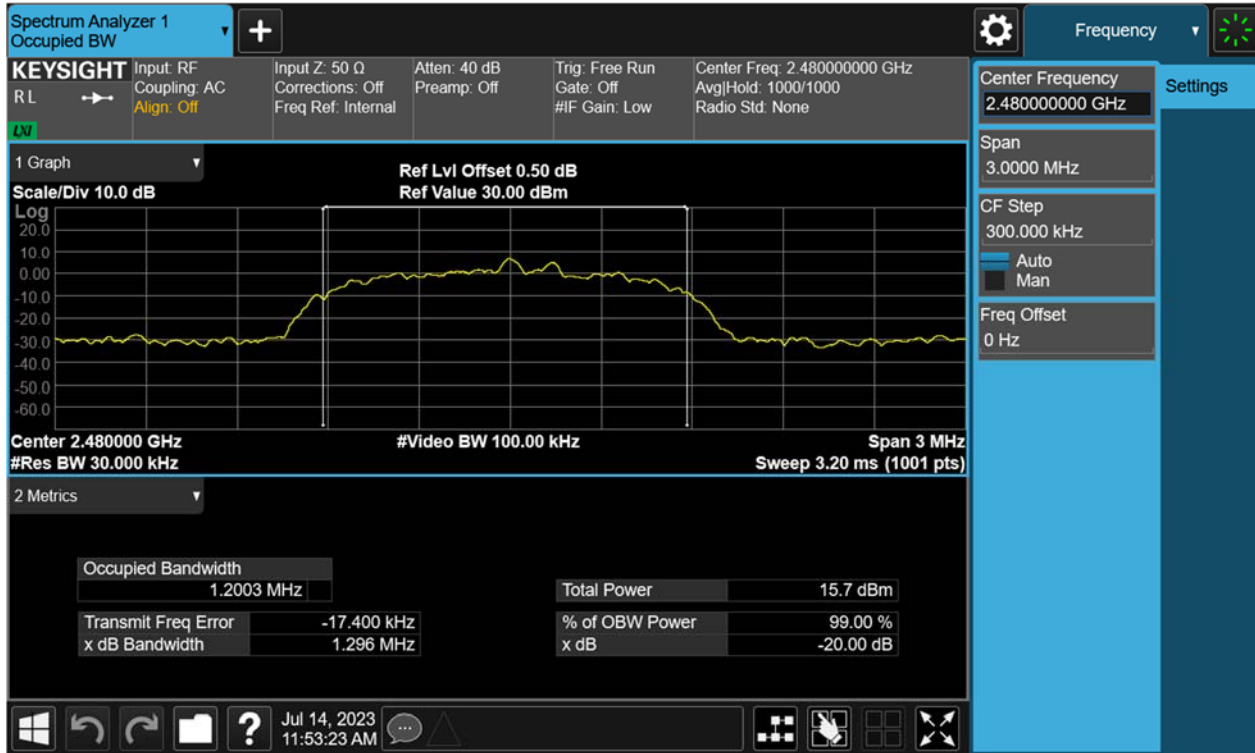 Spectrum Analyzer 1
Occupied BW
+
Frequency
KEYSIGHT
RL
LXI
Input: RF
Coupling: AC
Align: Off
Input Z: 50 Ω
Corrections: Off
Freq Ref: Internal
Atten: 40 dB
Preamp: Off
Trig: Free Run
Gate: Off
#IF Gain: Low
Center Freq: 2.480000000 GHz
Avg|Hold: 1000/1000
Radio Std: None
Center Frequency
2.480000000 GHz
Settings
Span
3.0000 MHz
CF Step
300.000 kHz
Auto
Man
Freq Offset
0 Hz
1 Graph
Scale/Div 10.0 dB
Ref Lvl Offset 0.50 dB
Ref Value 30.00 dBm
Log
20.0
10.0
0.00
-10.0
-20.0
-30.0
-40.0
-50.0
-60.0
Center 2.480000 GHz
#Res BW 30.000 kHz
#Video BW 100.00 kHz
Span 3 MHz
Sweep 3.20 ms (1001 pts)
2 Metrics
Occupied Bandwidth
1.2003 MHz
Transmit Freq Error -17.400 kHz
x dB Bandwidth 1.296 MHz
Total Power 15.7 dBm
% of OBW Power 99.00 %
x dB -20.00 dB
?
Jul 14, 2023
11:53:23 AM